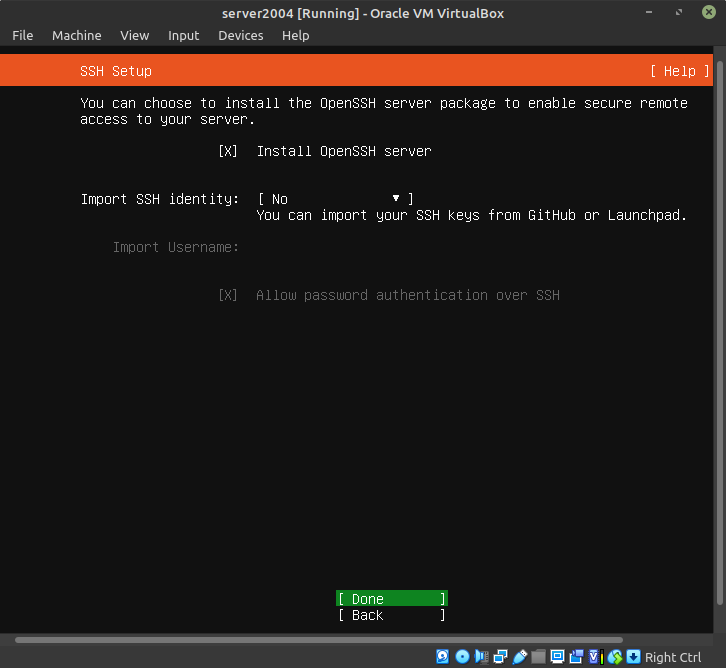 server2004 [Running] - Oracle VM VirtualBox
File Machine View Input Devices Help
SSH Setup [ Help ]
You can choose to install the OpenSSH server package to enable secure remote
access to your server.
[X] Install OpenSSH server
Import SSH identity: [ No ▾ ]
You can import your SSH keys from GitHub or Launchpad.
Import Username:
[X] Allow password authentication over SSH
[ Done ]
[ Back ]
Right Ctrl